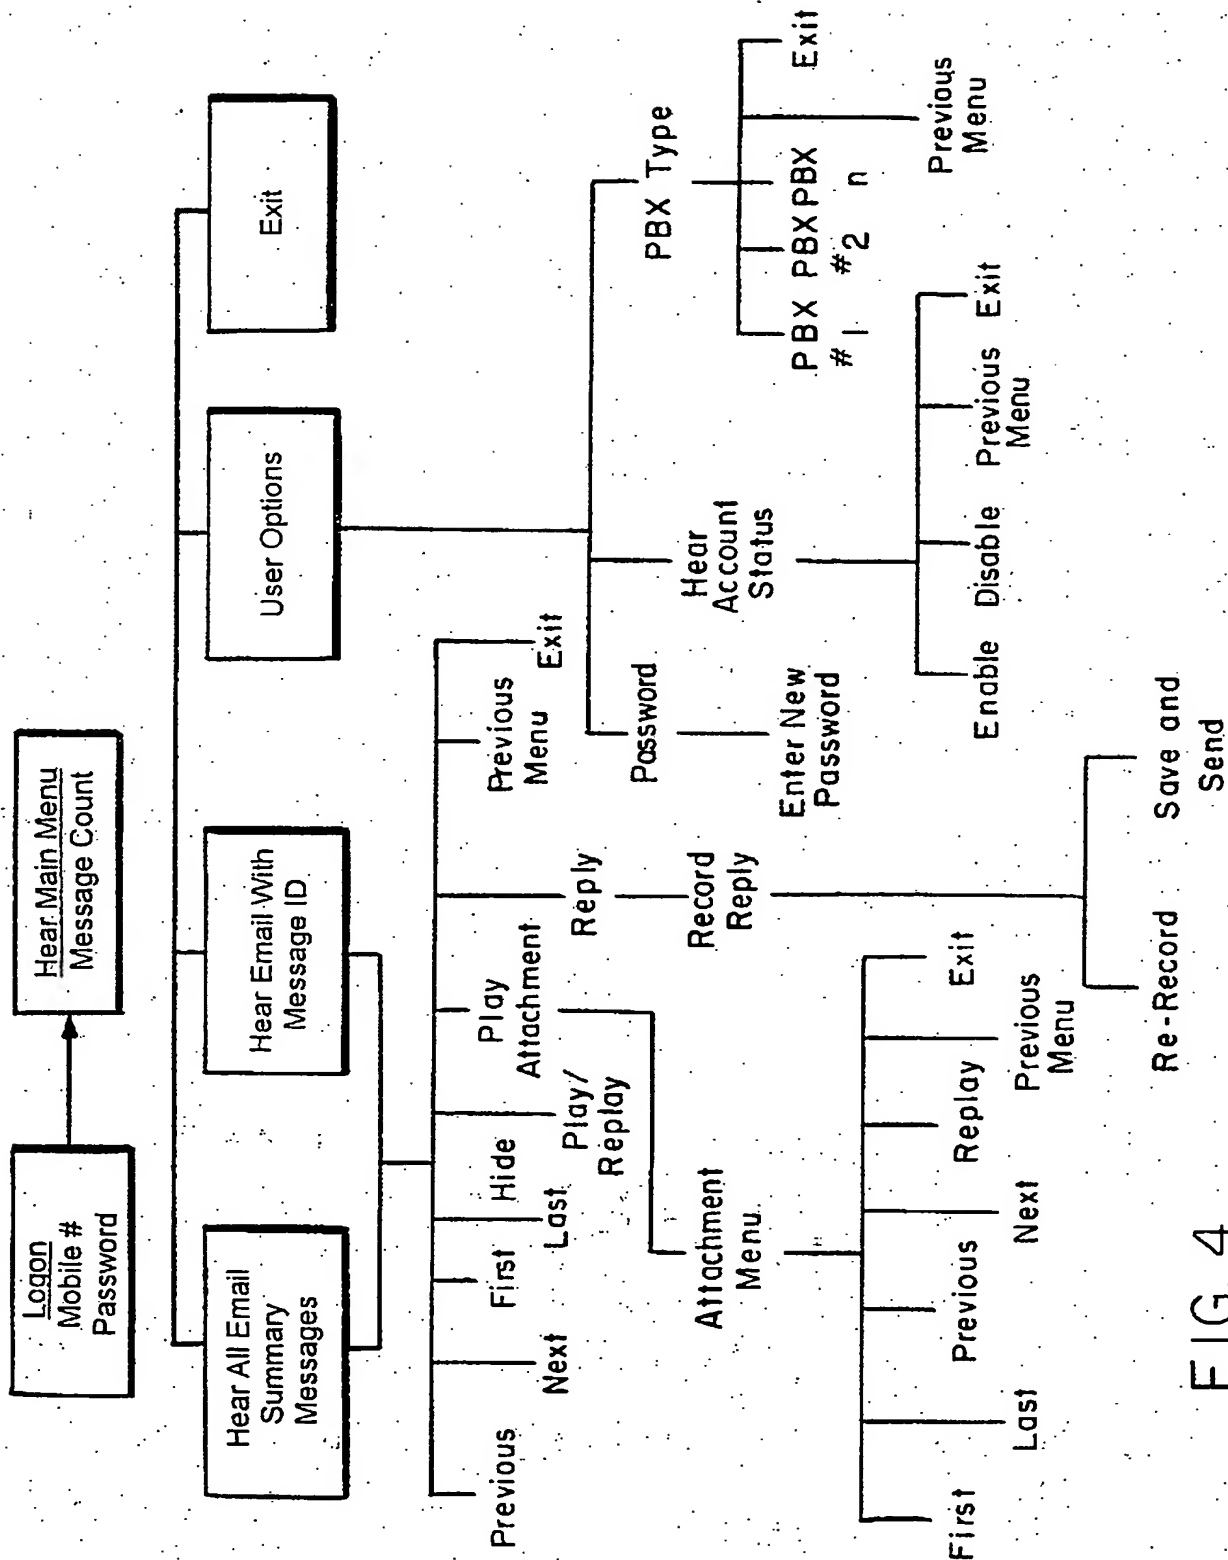 Logon
Mobile #
Password
Hear Main Menu
Message Count
Hear All Email
Summary
Messages
Hear Email With
Message ID
User Options
Exit
Previous
Next
First
Last
Hide
Play/
Replay
Play
Attachment
Reply
Previous
Menu
Exit
Record
Reply
Attachment
Menu
First
Last
Previous
Next
Replay
Previous
Menu
Exit
Re-Record
Save and
Send
Password
Enter New
Password
Hear
Account
Status
Enable
Disable
Previous
Menu
Exit
PBX Type
PBX
#1
PBX
#2
PBX
n
Previous
Menu
Exit
FIG. 4